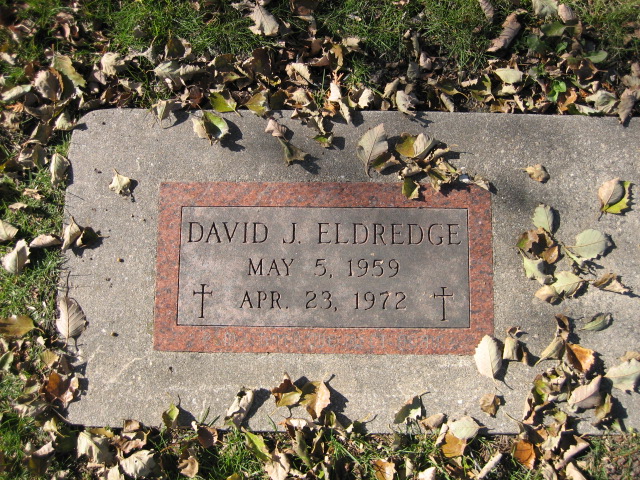 DAVID J. ELDREDGE
MAY 5, 1959
APR. 23, 1972